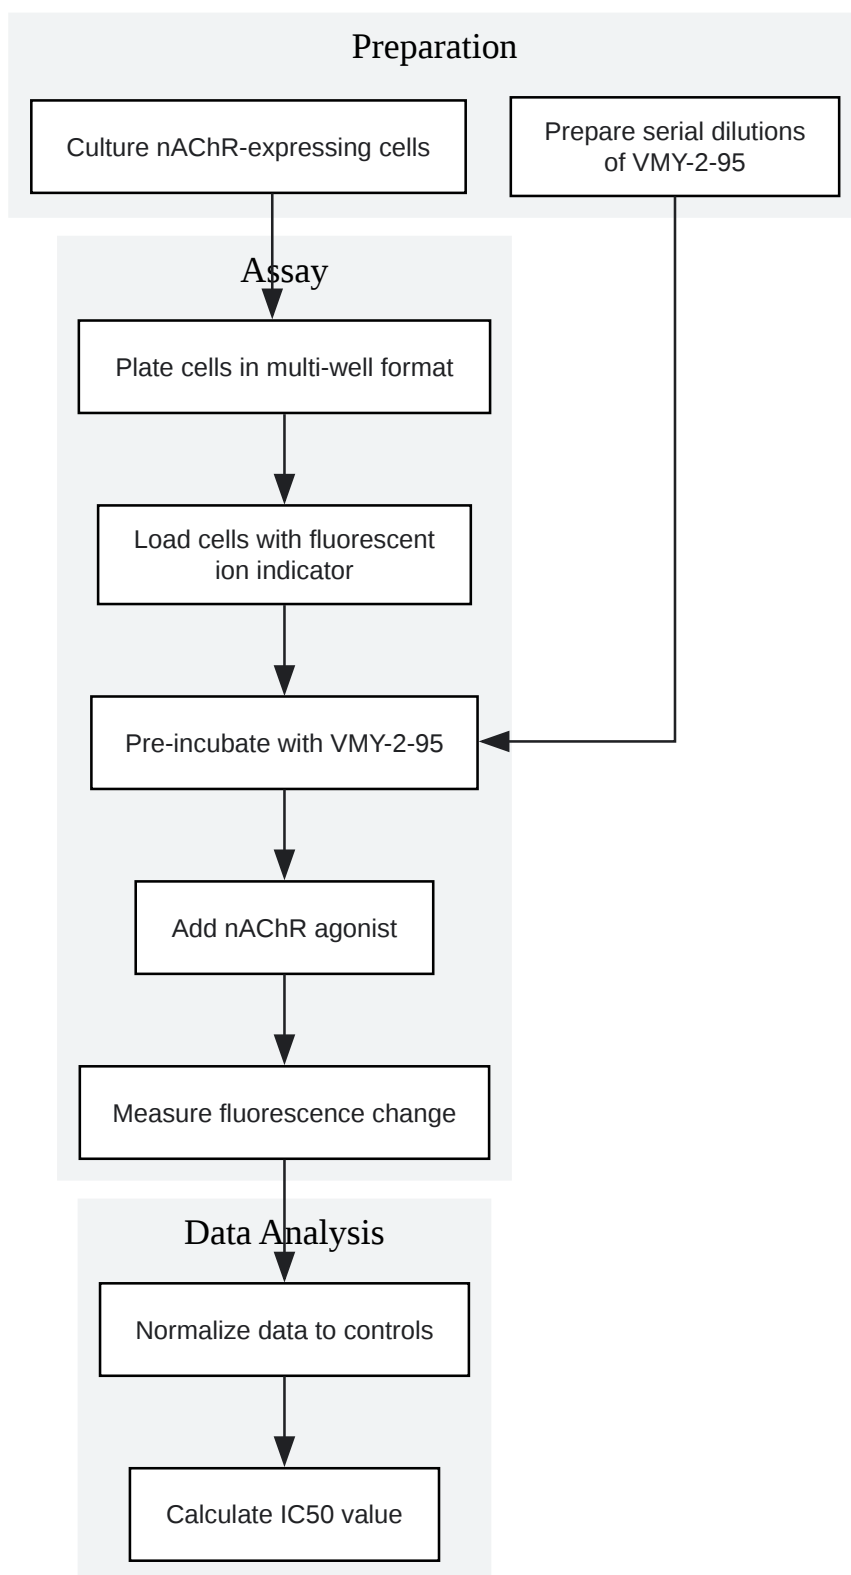 Preparation
Culture nAChR-expressing cells
Prepare serial dilutions
of VMY-2-95
Assay
Plate cells in multi-well format
Load cells with fluorescent
ion indicator
Pre-incubate with VMY-2-95
Add nAChR agonist
Measure fluorescence change
Data Analysis
Normalize data to controls
Calculate IC50 value